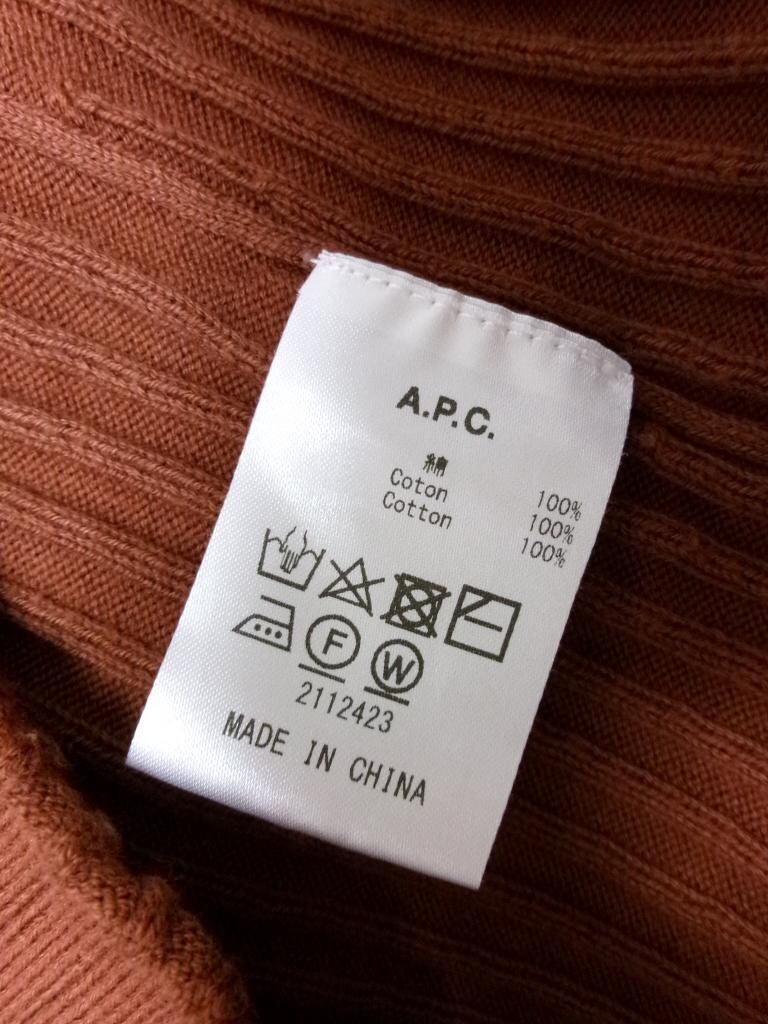 A.P.C.
綿 100%
Coton 100%
Cotton 100%
F W
2112423
MADE IN CHINA